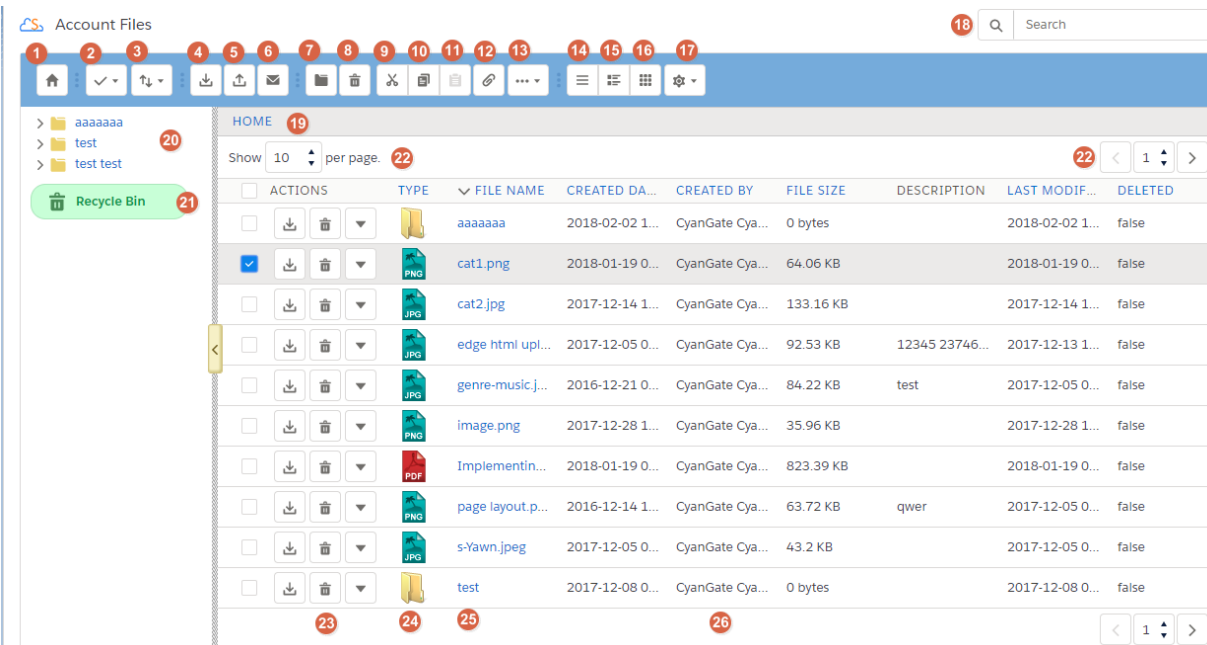 CS Account Files
18 Search
1 2 3 4 5 6 7 8 9 10 11 12 13 14 15 16 17
aaaaaaa
test 20
test test
Recycle Bin 21
HOME 19
Show 10 per page. 22 22 1
ACTIONS TYPE FILE NAME CREATED DA... CREATED BY FILE SIZE DESCRIPTION LAST MODIF... DELETED
aaaaaaa 2018-02-02 1... CyanGate Cya... 0 bytes 2018-02-02 1... false
PNG cat1.png 2018-01-19 0... CyanGate Cya... 64.06 KB 2018-01-19 0... false
JPG cat2.jpg 2017-12-14 1... CyanGate Cya... 133.16 KB 2017-12-14 1... false
JPG edge html upl... 2017-12-05 0... CyanGate Cya... 92.53 KB 12345 23746... 2017-12-13 1... false
JPG genre-music.j... 2016-12-21 0... CyanGate Cya... 84.22 KB test 2017-12-05 0... false
PNG image.png 2017-12-28 1... CyanGate Cya... 35.96 KB 2017-12-28 1... false
PDF Implementin... 2018-01-19 0... CyanGate Cya... 823.39 KB 2018-01-19 0... false
PNG page layout.p... 2016-12-14 1... CyanGate Cya... 63.72 KB qwer 2017-12-05 0... false
JPG s-Yawn.jpeg 2017-12-05 0... CyanGate Cya... 43.2 KB 2017-12-05 0... false
test 2017-12-08 0... CyanGate Cya... 0 bytes 2017-12-08 0... false
23 24 25 26
1